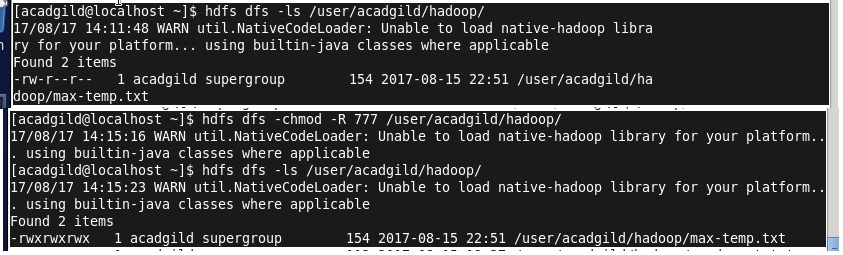 [acadgild@localhost ~]$ hdfs dfs -ls /user/acadgild/hadoop/
17/08/17 14:11:48 WARN util.NativeCodeLoader: Unable to load native-hadoop libra
ry for your platform... using builtin-java classes where applicable
Found 2 items
-rw-r--r--   1 acadgild supergroup        154 2017-08-15 22:51 /user/acadgild/ha
doop/max-temp.txt
[acadgild@localhost ~]$ hdfs dfs -chmod -R 777 /user/acadgild/hadoop/
17/08/17 14:15:16 WARN util.NativeCodeLoader: Unable to load native-hadoop library for your platform..
. using builtin-java classes where applicable
[acadgild@localhost ~]$ hdfs dfs -ls /user/acadgild/hadoop/
17/08/17 14:15:23 WARN util.NativeCodeLoader: Unable to load native-hadoop library for your platform..
. using builtin-java classes where applicable
Found 2 items
-rwxrwxrwx   1 acadgild supergroup        154 2017-08-15 22:51 /user/acadgild/hadoop/max-temp.txt